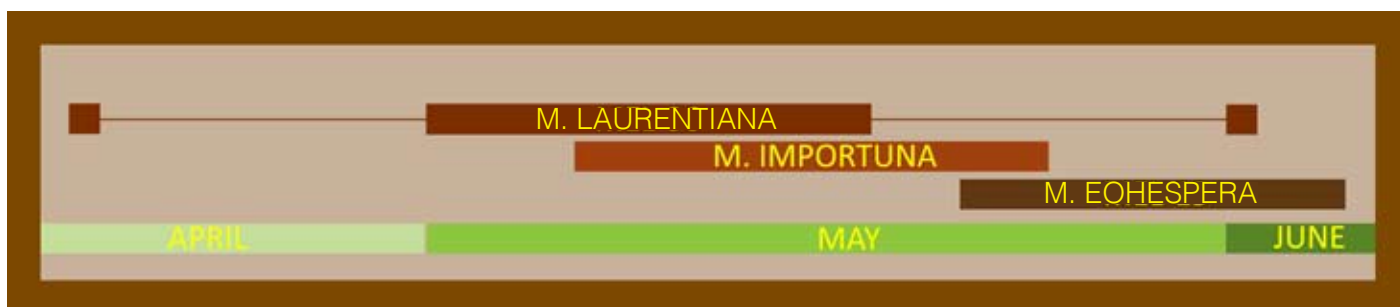 M. LAURENTIANA
M. IMPORTUNA
M. EOHESPERA
APRIL MAY JUNE